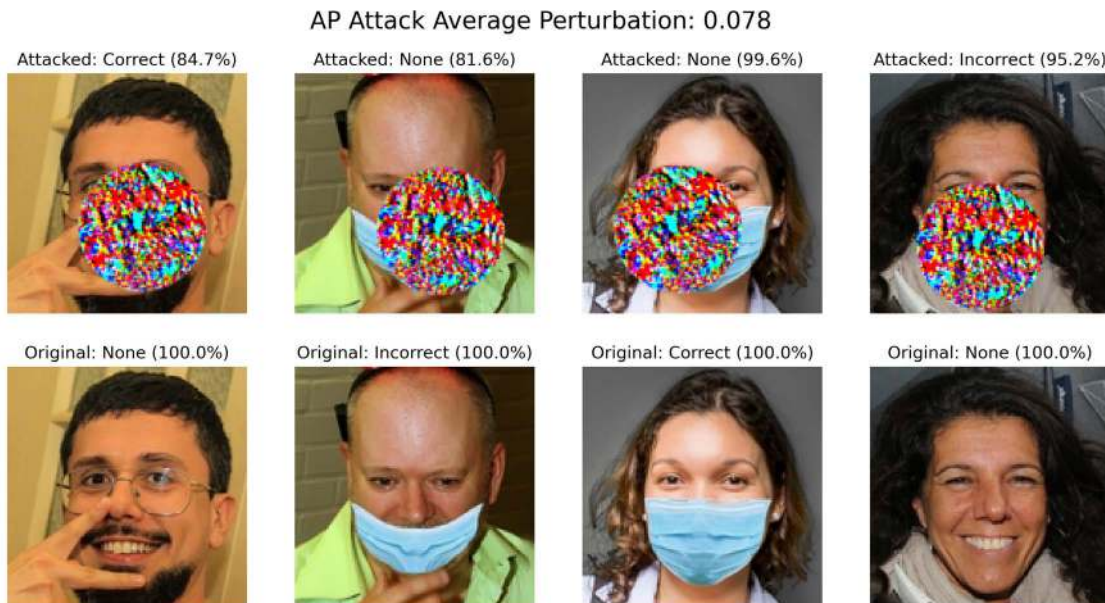 AP Attack Average Perturbation: 0.078
Attacked: Correct (84.7%)
Attacked: None (81.6%)
Attacked: None (99.6%)
Attacked: Incorrect (95.2%)
Original: None (100.0%)
Original: Incorrect (100.0%)
Original: Correct (100.0%)
Original: None (100.0%)